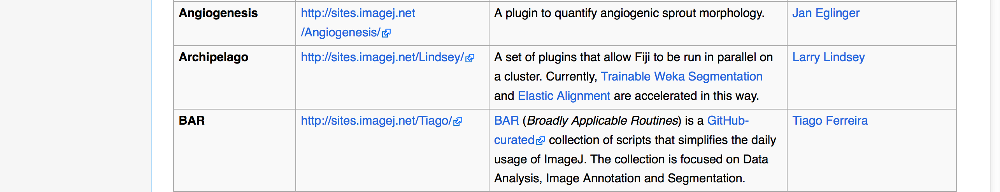 Angiogenesis
http://sites.imagej.net
/Angiogenesis/
A plugin to quantify angiogenic sprout morphology.
Jan Eglinger
Archipelago
http://sites.imagej.net/Lindsey/
A set of plugins that allow Fiji to be run in parallel on
a cluster. Currently, Trainable Weka Segmentation
and Elastic Alignment are accelerated in this way.
Larry Lindsey
BAR
http://sites.imagej.net/Tiago/
BAR (Broadly Applicable Routines) is a GitHub-
curated collection of scripts that simplifies the daily
usage of ImageJ. The collection is focused on Data
Analysis, Image Annotation and Segmentation.
Tiago Ferreira